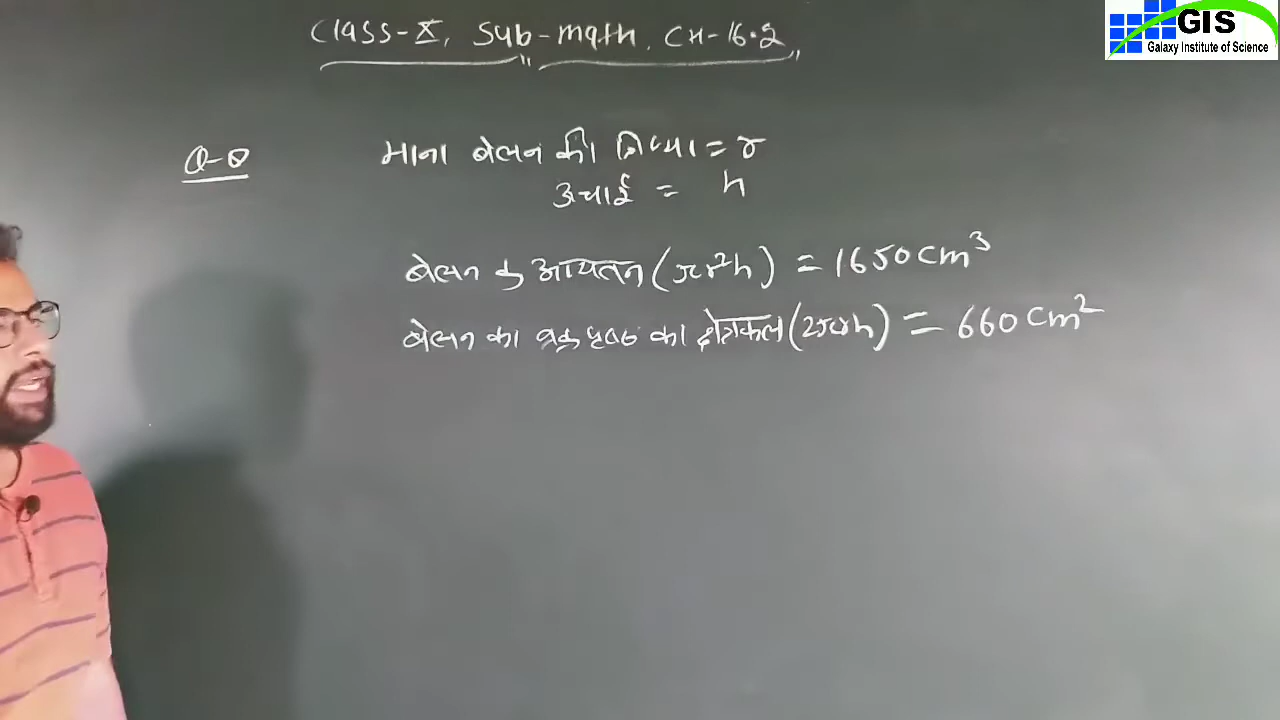 GIS
Galaxy Institute of Science
Class-X, Sub-math, CH-16.2
Q-8
माना बेलन की त्रिज्या = r
ऊचाई = h
बेलन के आयतन (πr²h) = 1650 cm³
बेलन का वक्र पृष्ठ का क्षेत्रफल (2πrh) = 660 cm²